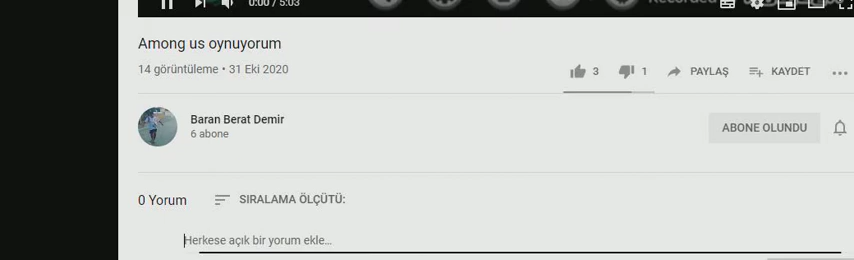 0:00 / 5:03
Among us oynuyorum
14 görüntüleme • 31 Eki 2020
3
1
PAYLAŞ
KAYDET
Baran Berat Demir
6 abone
ABONE OLUNDU
0 Yorum
SIRALAMA ÖLÇÜTÜ:
Herkese açık bir yorum ekle...